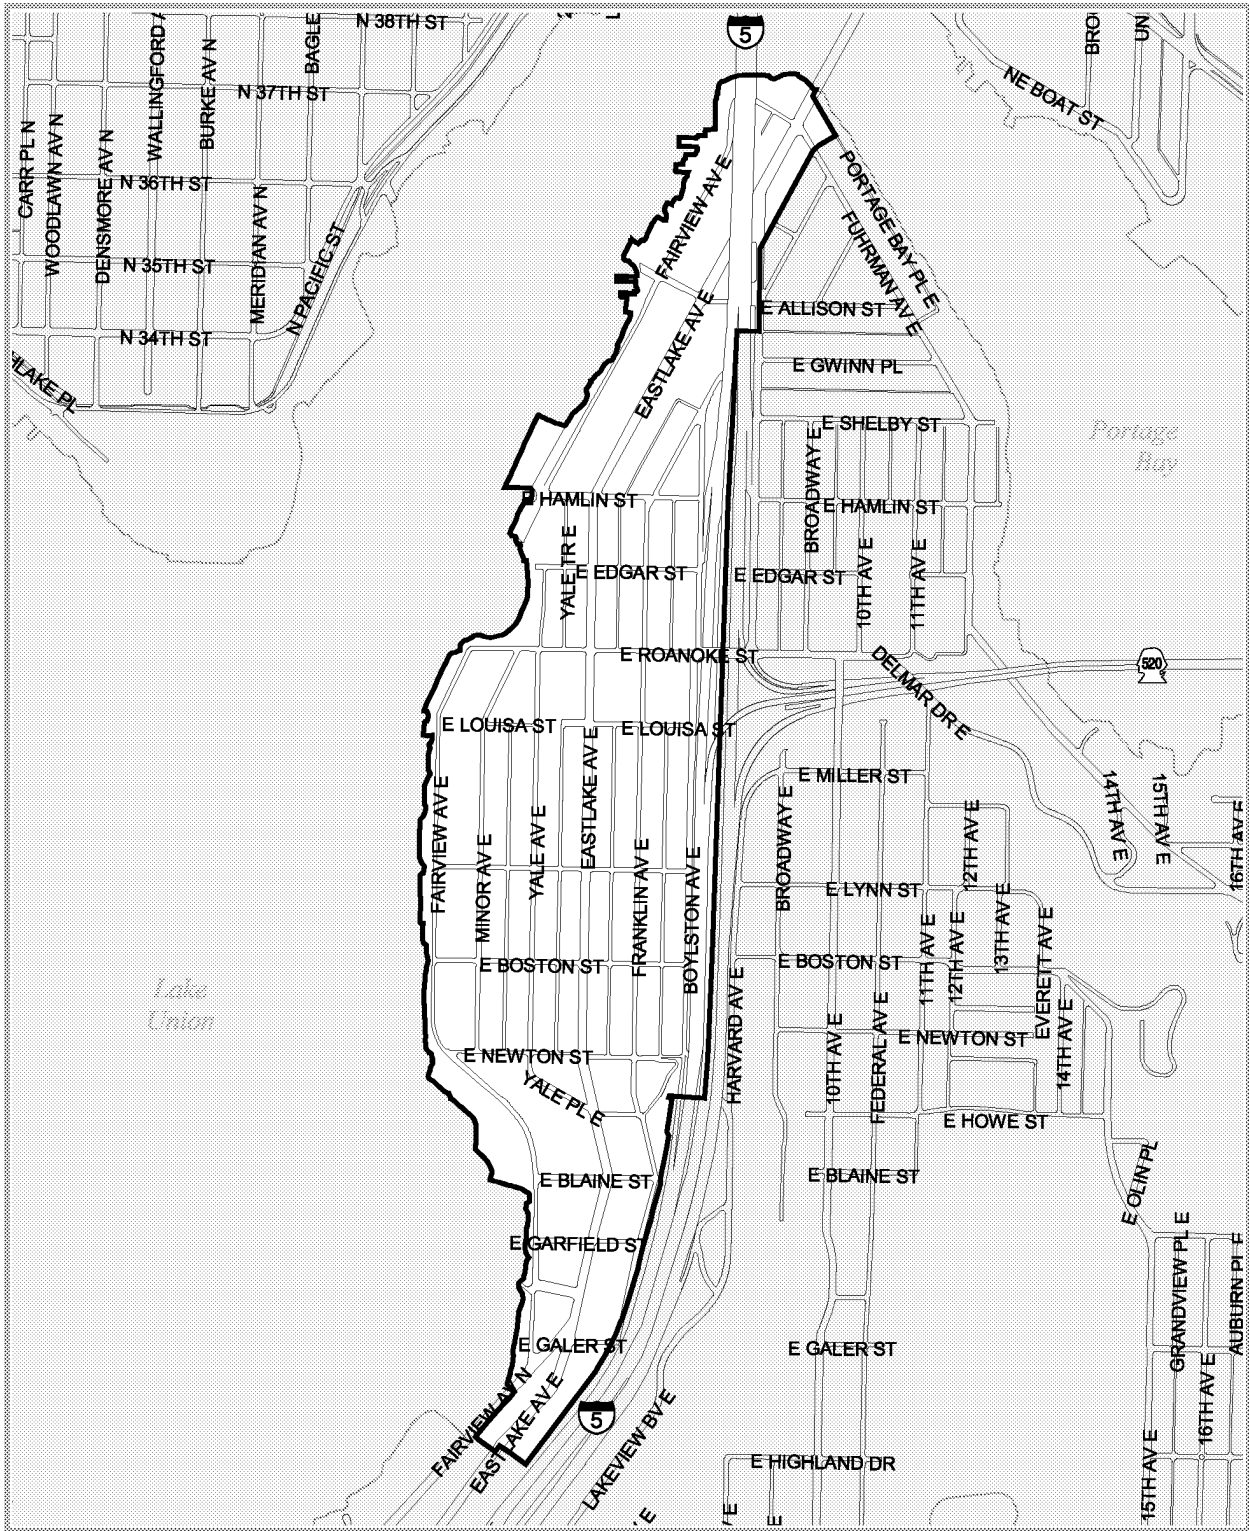 N 38TH ST
5
BAGLE
WALLINGFORD A
BRO
UN
BURKE AV N
N 37TH ST
NE BOAT ST
CARR PL N
WOODLAWN AV N
DENSMORE AV N
N 36TH ST
MERIDIAN AV N
N PACIFIC ST
N 35TH ST
N 34TH ST
HLAKE PL
FAIRVIEW AV E
PORTAGE BAY PL E
FUHRMAN AV E
EASTLAKE AV E
E ALLISON ST
E GWINN PL
E SHELBY ST
Portage
Bay
BROADWAY E
E HAMLIN ST
HAMLIN ST
YALE TR E
E EDGAR ST
E EDGAR ST
10TH AV E
11TH AV E
E ROANOKE ST
520
DELMAR DR E
E LOUISA ST
E LOUISA ST
EASTLAKE AV E
E MILLER ST
14TH AV E
15TH AV E
16TH AV E
FAIRVIEW AV E
MINOR AV E
YALE AV E
FRANKLIN AV E
BOYLSTON AV E
BROADWAY E
12TH AV E
E LYNN ST
11TH AV E
12TH AV E
13TH AV E
EVERETT AV E
E BOSTON ST
E BOSTON ST
Lake
Union
HARVARD AV E
10TH AV E
FEDERAL AV E
E NEWTON ST
14TH AV E
E NEWTON ST
YALE PL E
E HOWE ST
E BLAINE ST
E BLAINE ST
E OLIN PL
E GARFIELD ST
GRANDVIEW PL E
AUBURN PL E
E GALER ST
E GALER ST
16TH AV E
FAIRVIEW AV N
EASTLAKE AV E
5
LAKEVIEW BV E
E HIGHLAND DR
15TH AV E
E
E
E